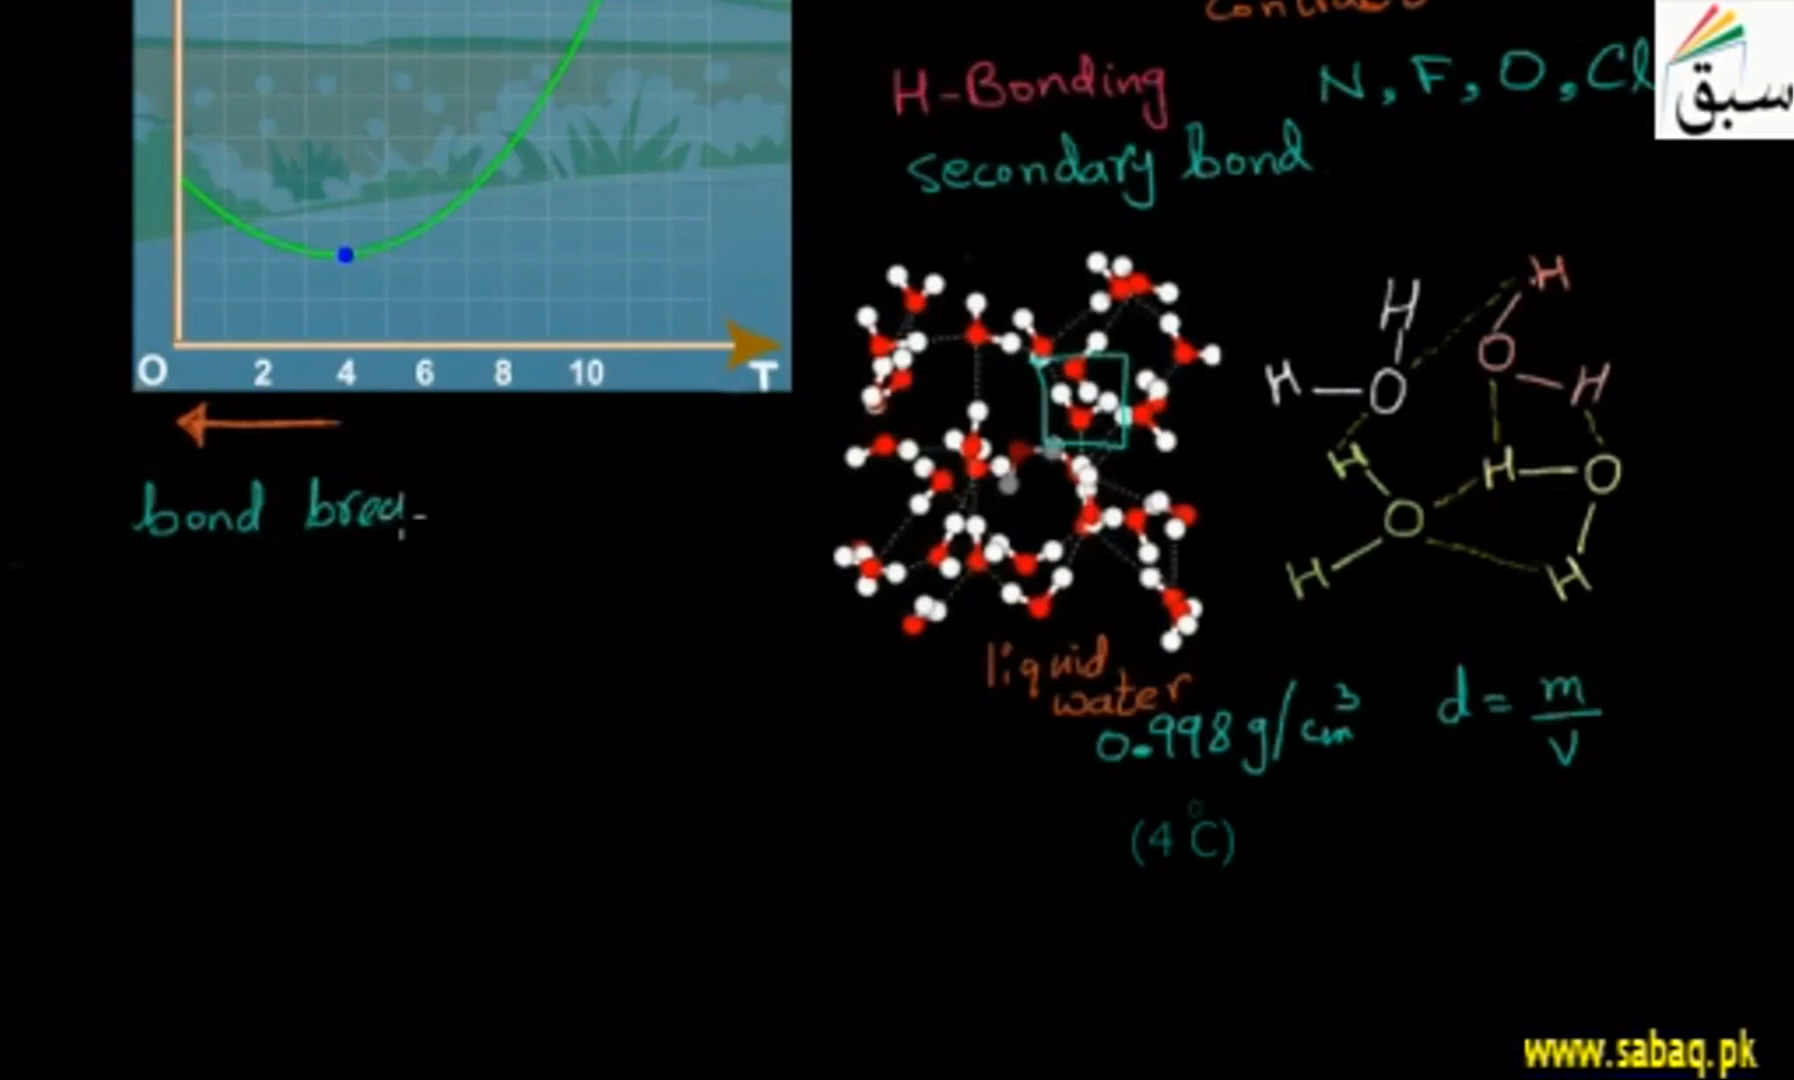 H-Bonding
N, F, O, Cl
سبق
secondary bond
H
H
H-O
O
-H
H
H-O
O
H
H
O 2 4 6 8 10 T
bond brea
liquid
water
0.998g/cm³
d = m/v
(4°C)
www.sabaq.pk